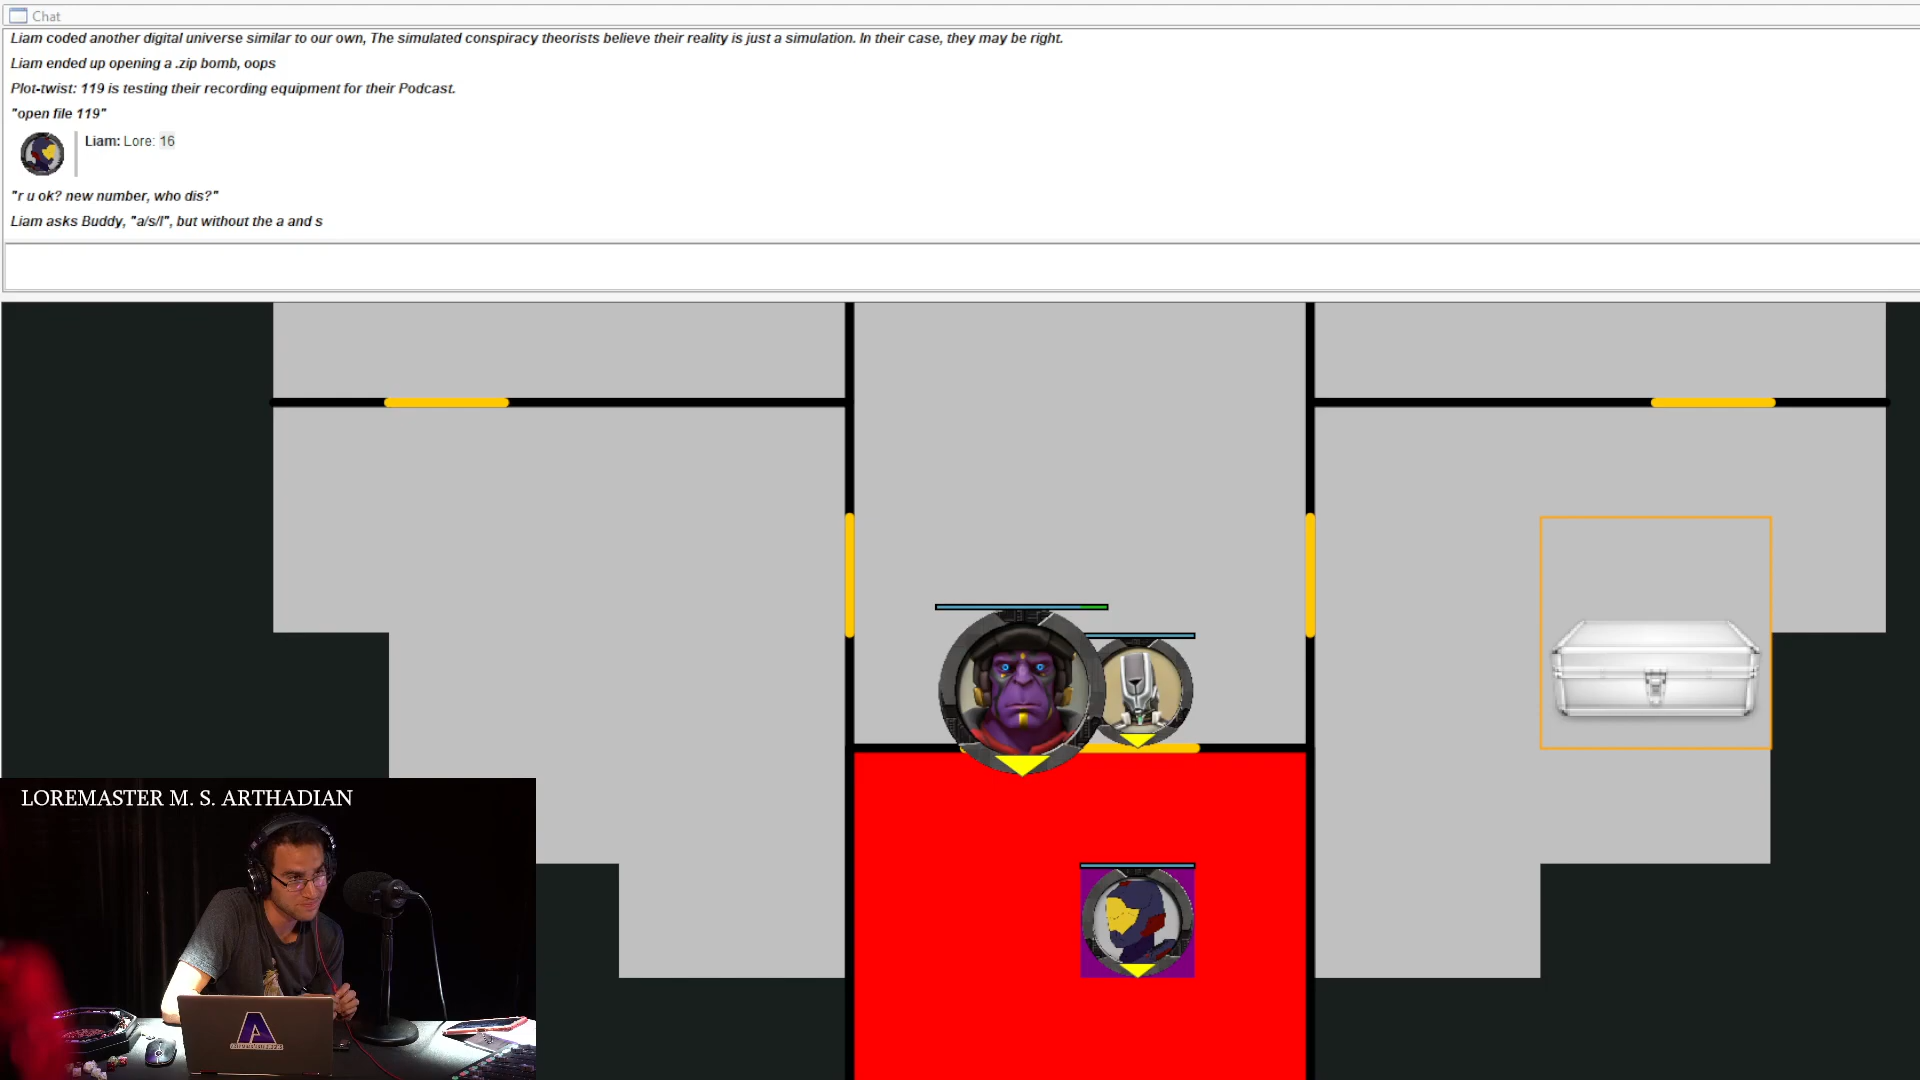 Chat
Liam coded another digital universe similar to our own, The simulated conspiracy theorists believe their reality is just a simulation. In their case, they may be right.
Liam ended up opening a .zip bomb, oops
Plot-twist: 119 is testing their recording equipment for their Podcast.
"open file 119"
Liam: Lore: 16
"r u ok? new number, who dis?"
Liam asks Buddy, "a/s/l", but without the a and s
LOREMASTER M. S. ARTHADIAN
A